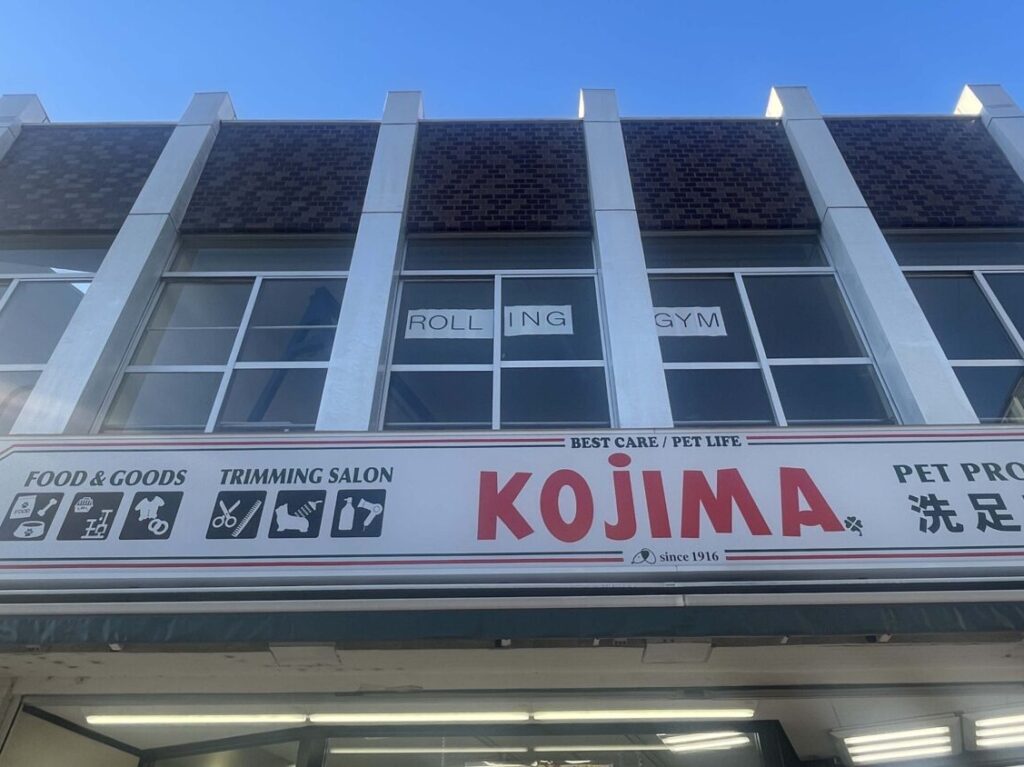 ROLLING GYM
BEST CARE / PET LIFE
FOOD & GOODS
TRIMMING SALON
KOJIMA
PET PRO
洗足
since 1916